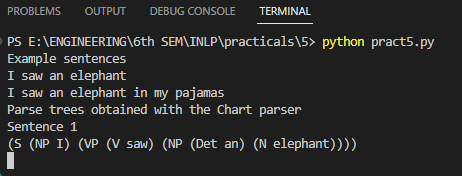 PROBLEMS OUTPUT DEBUG CONSOLE TERMINAL
PS E:\ENGINEERING\6th SEM\INLP\practicals\5> python pract5.py
Example sentences
I saw an elephant
I saw an elephant in my pajamas
Parse trees obtained with the Chart parser
Sentence 1
(S (NP I) (VP (V saw) (NP (Det an) (N elephant))))